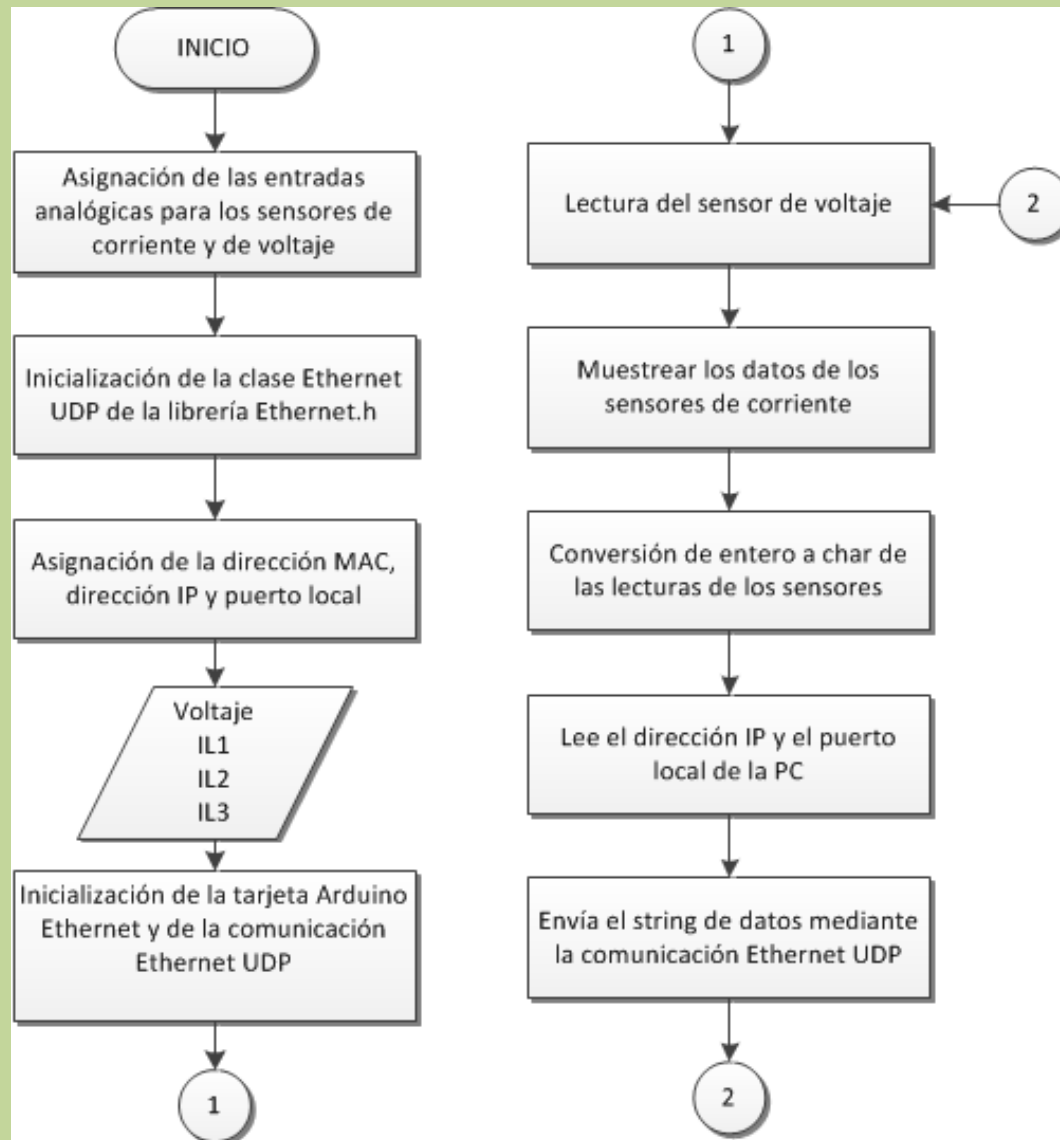 INICIO
Asignación de las entradas
analógicas para los sensores de
corriente y de voltaje
Inicialización de la clase Ethernet
UDP de la librería Ethernet.h
Asignación de la dirección MAC,
dirección IP y puerto local
Voltaje
IL1
IL2
IL3
Inicialización de la tarjeta Arduino
Ethernet y de la comunicación
Ethernet UDP
1
1
Lectura del sensor de voltaje
2
Muestrear los datos de los
sensores de corriente
Conversión de entero a char de
las lecturas de los sensores
Lee el dirección IP y el puerto
local de la PC
Envía el string de datos mediante
la comunicación Ethernet UDP
2